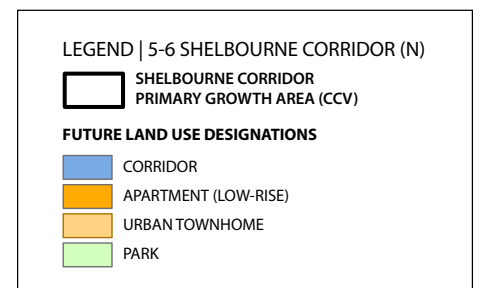 LEGEND | 5-6 SHELBOURNE CORRIDOR (N)
SHELBOURNE CORRIDOR
PRIMARY GROWTH AREA (CCV)
FUTURE LAND USE DESIGNATIONS
CORRIDOR
APARTMENT (LOW-RISE)
URBAN TOWNHOME
PARK